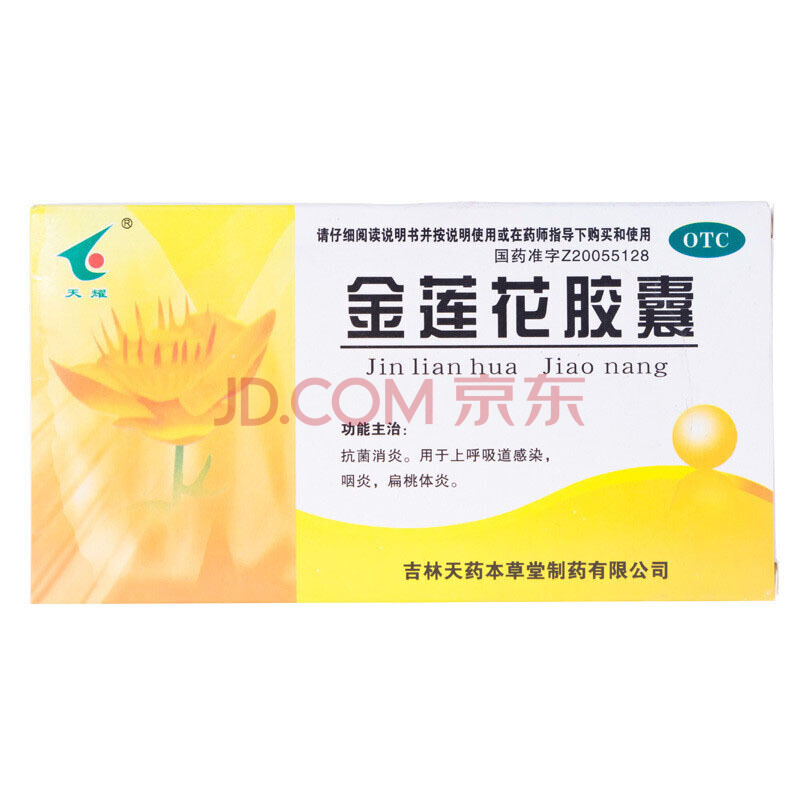 ®
天耀
请仔细阅读说明书并按说明使用或在药师指导下购买和使用
OTC
国药准字Z20055128
金莲花胶囊
Jin lian hua Jiao nang
JD.COM 京东
功能主治：
抗菌消炎。用于上呼吸道感染，
咽炎，扁桃体炎。
吉林天药本草堂制药有限公司